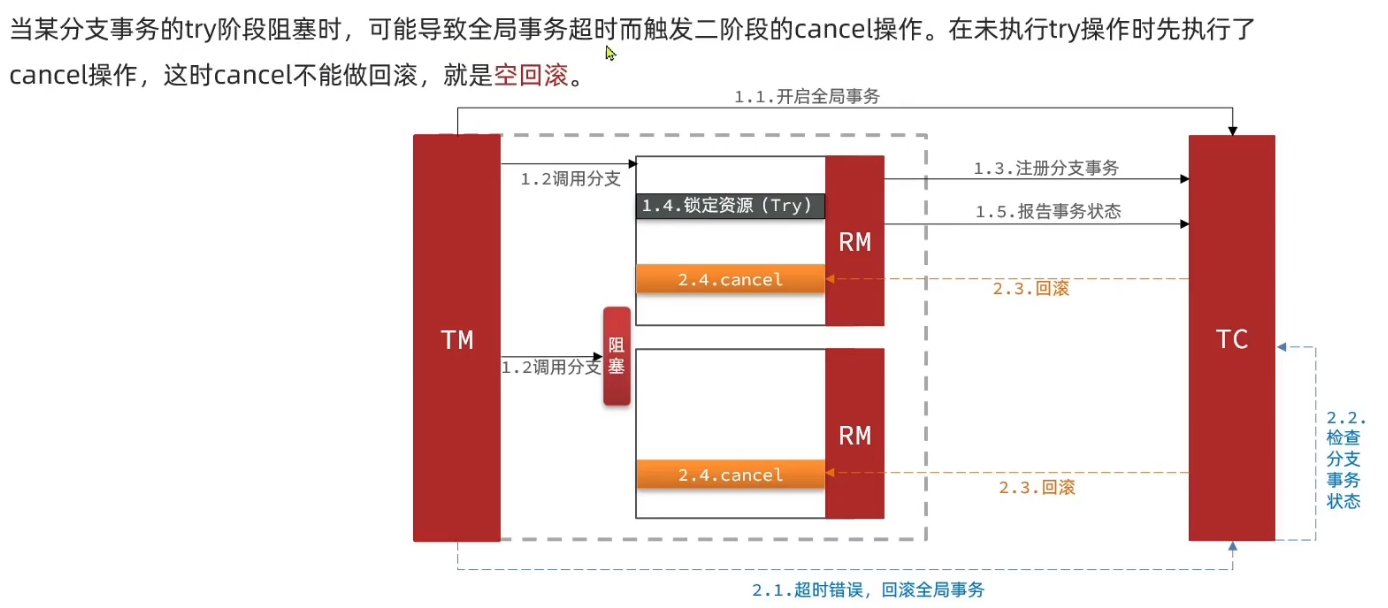 当某分支事务的try阶段阻塞时，可能导致全局事务超时而触发二阶段的cancel操作。在未执行try操作时先执行了
cancel操作，这时cancel不能做回滚，就是空回滚。
1.1.开启全局事务
1.2调用分支
1.3.注册分支事务
1.4.锁定资源（Try）
1.5.报告事务状态
RM
2.4.cancel
2.3.回滚
TM
阻
塞
1.2调用分支
TC
RM
2.4.cancel
2.3.回滚
2.2.
检查
分支
事务
状态
2.1.超时错误，回滚全局事务